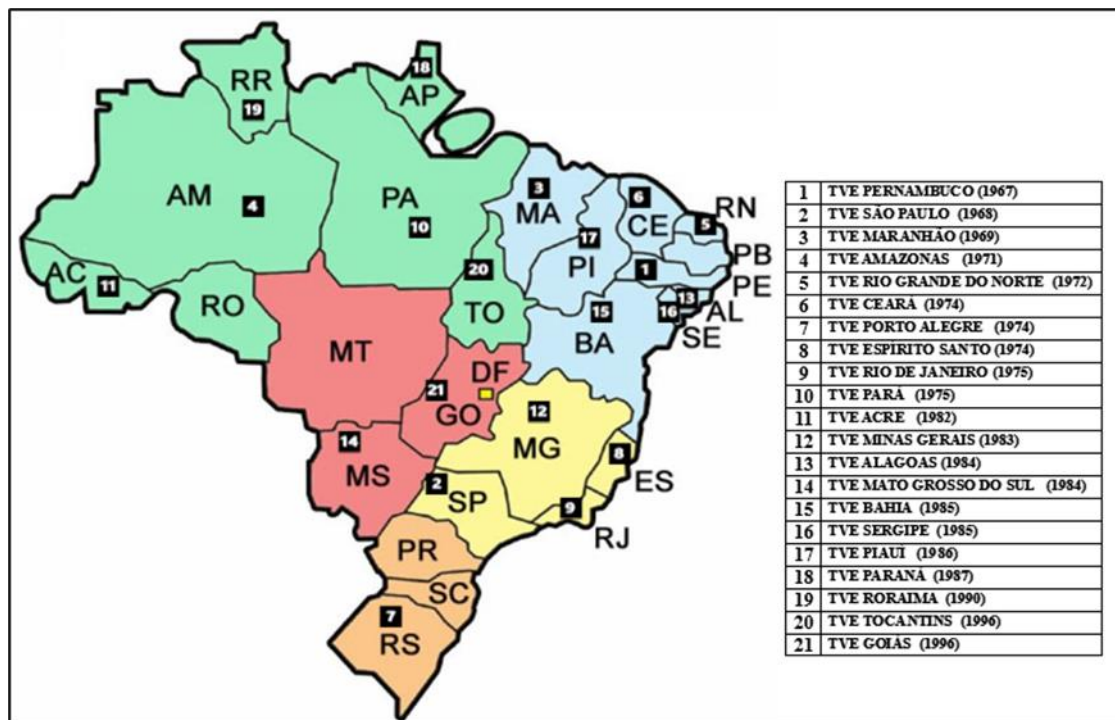 18
RR
AP
19
AM
4
PA
10
3
MA
6
CE
RN
5
17
PI
PB
1
PE
AC
11
RO
20
TO
15
BA
13
AL
16
SE
MT
DF
21
GO
12
MG
14
MS
8
ES
2
SP
9
RJ
PR
SC
7
RS
1 TVE PERNAMBUCO (1967)
2 TVE SÃO PAULO (1968)
3 TVE MARANHÃO (1969)
4 TVE AMAZONAS (1971)
5 TVE RIO GRANDE DO NORTE (1972)
6 TVE CEARÁ (1974)
7 TVE PORTO ALEGRE (1974)
8 TVE ESPÍRITO SANTO (1974)
9 TVE RIO DE JANEIRO (1975)
10 TVE PARÁ (1975)
11 TVE ACRE (1982)
12 TVE MINAS GERAIS (1983)
13 TVE ALAGOAS (1984)
14 TVE MATO GROSSO DO SUL (1984)
15 TVE BAHIA (1985)
16 TVE SERGIPE (1985)
17 TVE PIAUÍ (1986)
18 TVE PARANÁ (1987)
19 TVE RORAIMA (1990)
20 TVE TOCANTINS (1996)
21 TVE GOIÁS (1996)